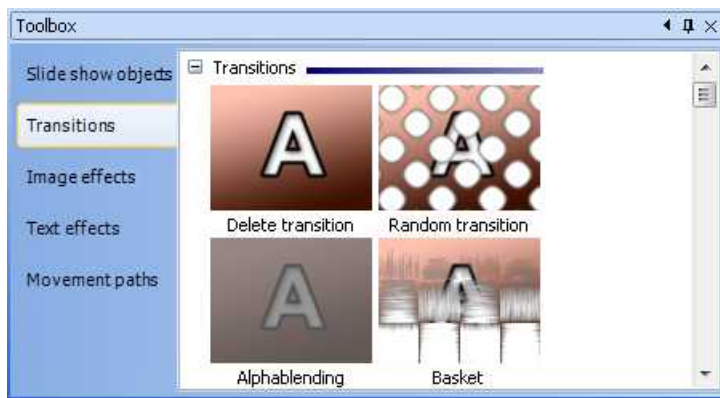 Toolbox
Slide show objects
Transitions
Image effects
Text effects
Movement paths
Transitions
A
A
Delete transition
Random transition
A
A
Alphablending
Basket